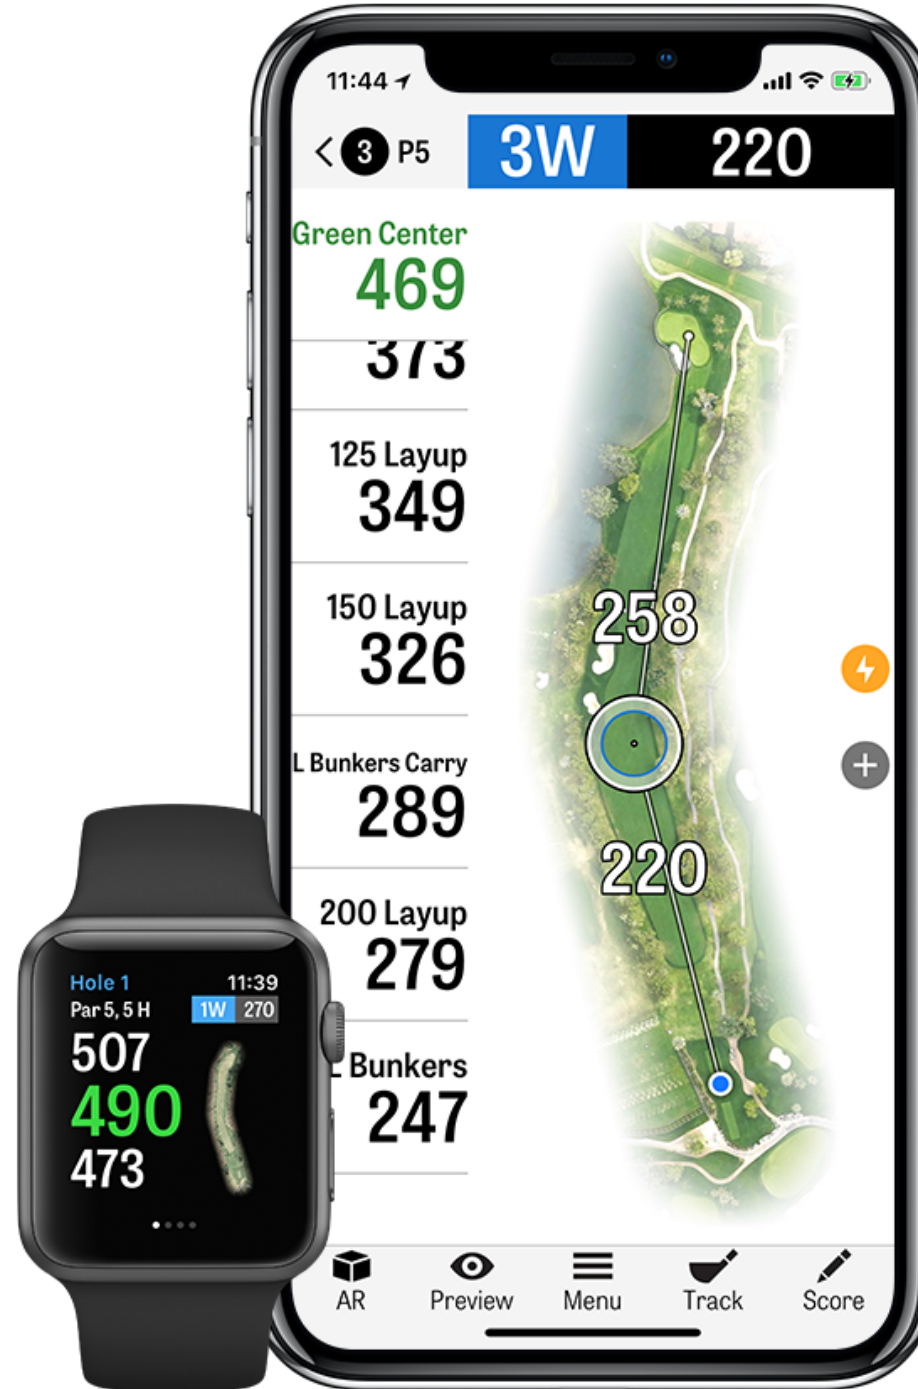 11:44
3 P5
3W
220
Green Center
469
373
125 Layup
349
150 Layup
326
L Bunkers Carry
289
200 Layup
279
L Bunkers
247
258
220
AR
Preview
Menu
Track
Score
Hole 1
11:39
Par 5, 5 H
1W
270
507
490
473